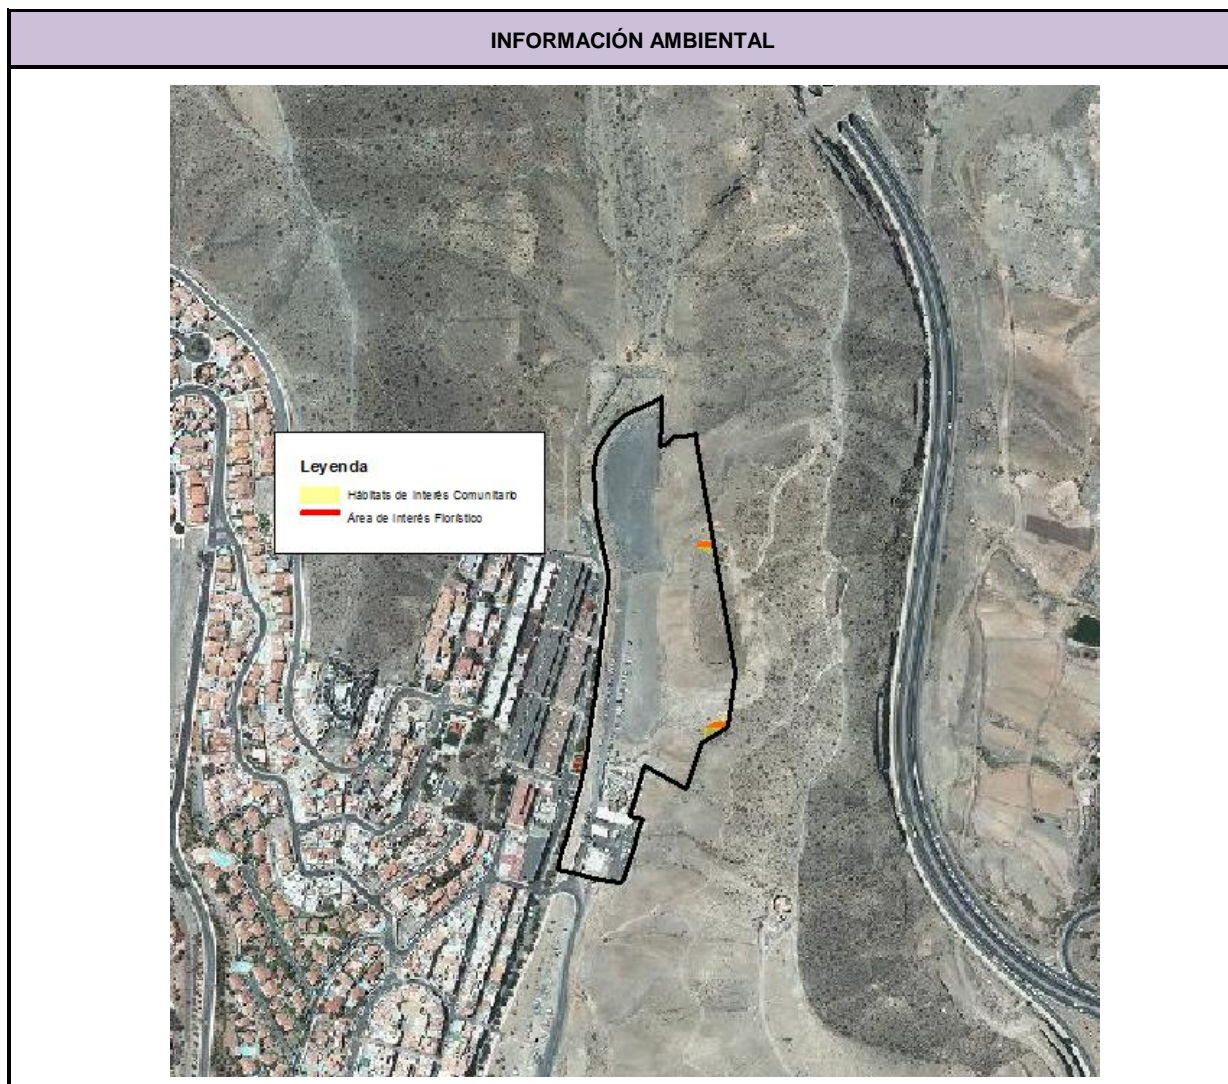 INFORMACIÓN AMBIENTAL
Leyenda
Hábitats de Interés Comunitario
Área de Interés Florístico